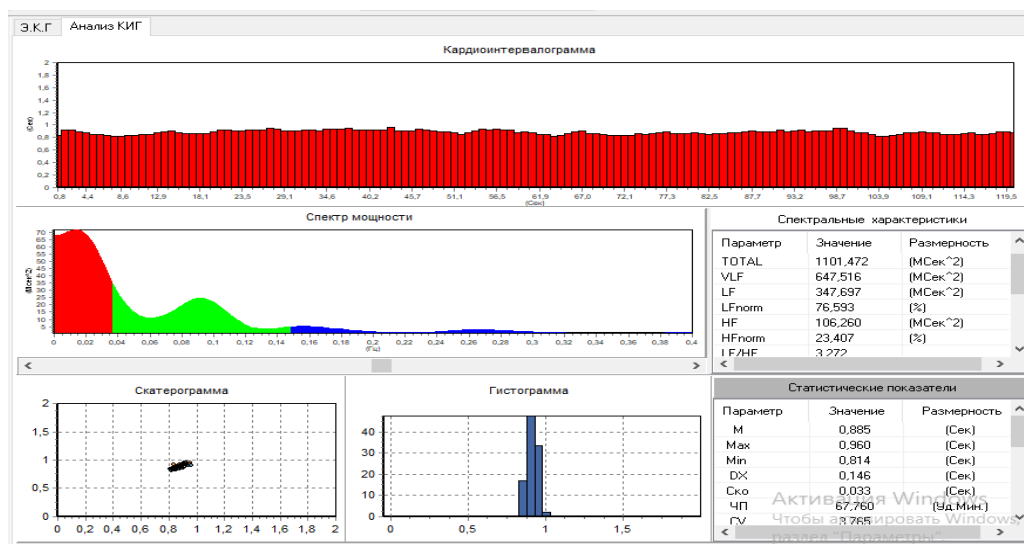 Э.К.Г Анализ КИГ
Кардиоинтервалограмма
(Сек)
2
1,8
1,6
1,4
1,2
1
0,8
0,6
0,4
0,2
0
0,8 4,4 8,6 12,9 18,1 23,5 29,1 34,6 40,2 45,7 51,1 56,5 61,9 67,0 72,1 77,3 82,5 87,7 93,2 98,7 103,9 109,1 114,3 119,5
(Сек)
Спектр мощности
(Мсек^2)
70
65
60
55
50
45
40
35
30
25
20
15
10
5
0 0,02 0,04 0,06 0,08 0,10 0,12 0,14 0,16 0,18 0,2 0,22 0,24 0,26 0,28 0,30 0,32 0,34 0,36 0,38 0,4
(Гц)
Спектральные характеристики
Параметр Значение Размерность
TOTAL 1101,472 (МСек^2)
VLF 647,516 (МСек^2)
LF 347,697 (МСек^2)
LFnorm 76,593 (%)
HF 106,260 (МСек^2)
HFnorm 23,407 (%)
LF/HF 3,272
Скатерограмма
2
1,5
1
0,5
0
0 0,2 0,4 0,6 0,8 1 1,2 1,4 1,6 1,8 2
Гистограмма
40
30
20
10
0
0 0,5 1 1,5
Статистические показатели
Параметр Значение Размерность
М 0,885 (Сек)
Max 0,960 (Сек)
Min 0,814 (Сек)
DX 0,146 (Сек)
Ско 0,033 (Сек)
ЧП 67,760 (Уд.Мин.)
CV 3,765
Активация Windows
Чтобы активировать Windows,
раздел "Параметры"